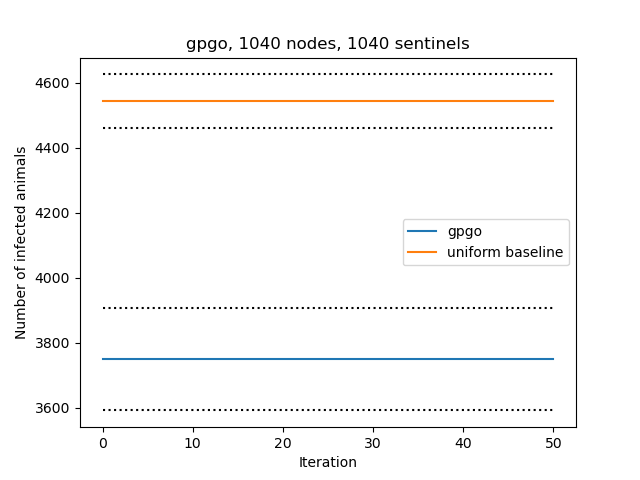 gpgo, 1040 nodes, 1040 sentinels
4600
4400
4200
4000
3800
3600
Number of infected animals
gpgo
uniform baseline
0 10 20 30 40 50
Iteration